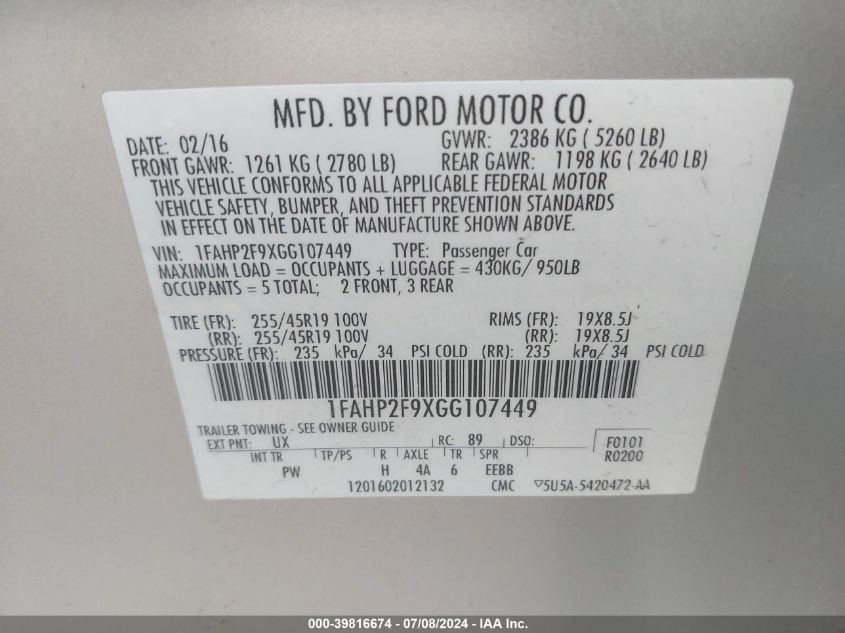 MFD. BY FORD MOTOR CO.
DATE: 02/16 GVWR: 2386 KG ( 5260 LB)
FRONT GAWR: 1261 KG ( 2780 LB) REAR GAWR: 1198 KG ( 2640 LB)
THIS VEHICLE CONFORMS TO ALL APPLICABLE FEDERAL MOTOR
VEHICLE SAFETY, BUMPER, AND THEFT PREVENTION STANDARDS
IN EFFECT ON THE DATE OF MANUFACTURE SHOWN ABOVE.
VIN: 1FAHP2F9XGG107449 TYPE: Passenger Car
MAXIMUM LOAD = OCCUPANTS + LUGGAGE = 430KG/ 950LB
OCCUPANTS = 5 TOTAL; 2 FRONT, 3 REAR
TIRE (FR): 255/45R19 100V RIMS (FR): 19X8.5J
(RR): 255/45R19 100V (RR): 19X8.5J
PRESSURE (FR): 235 kPa/ 34 PSI COLD (RR): 235 kPa/ 34 PSI COLD
1FAHP2F9XGG107449
TRAILER TOWING - SEE OWNER GUIDE
EXT PNT: UX RC: 89 DSO: F0101
INT TR TP/PS R AXLE TR SPR R0200
PW H 4A 6 EEBB
1201602012132 CMC ▽5U5A-5420472-AA
000-39816674 - 07/08/2024 - IAA Inc.